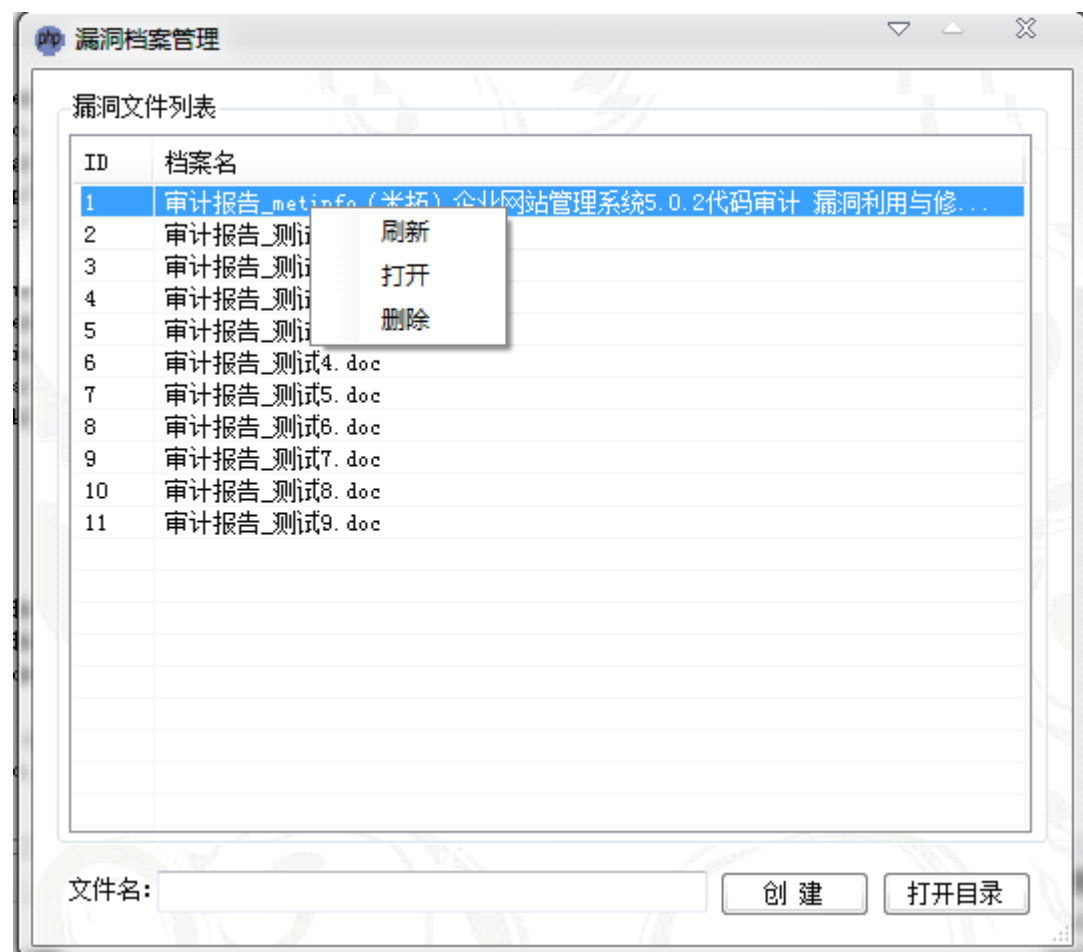 php 漏洞档案管理
漏洞文件列表
ID 档案名
1 审计报告_metinfo（米拓）企业网站管理系统5.0.2代码审计 漏洞利用与修...
2 审计报告_测试
刷新
3 审计报告_测试
打开
4 审计报告_测试
删除
5 审计报告_测试
6 审计报告_测试4.doc
7 审计报告_测试5.doc
8 审计报告_测试6.doc
9 审计报告_测试7.doc
10 审计报告_测试8.doc
11 审计报告_测试9.doc
文件名: 创 建 打开目录